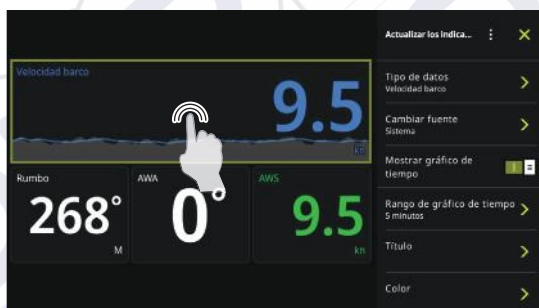 Actualizar los indica...
Velocidad barco
9.5
Rumbo
268°
M
AWA
0°
AWS
9.5
kn
Tipo de datos
Velocidad barco
Cambiar fuente
Sistema
Mostrar gráfico de
tiempo
Rango de gráfico de tiempo
5 minutos
Título
Color